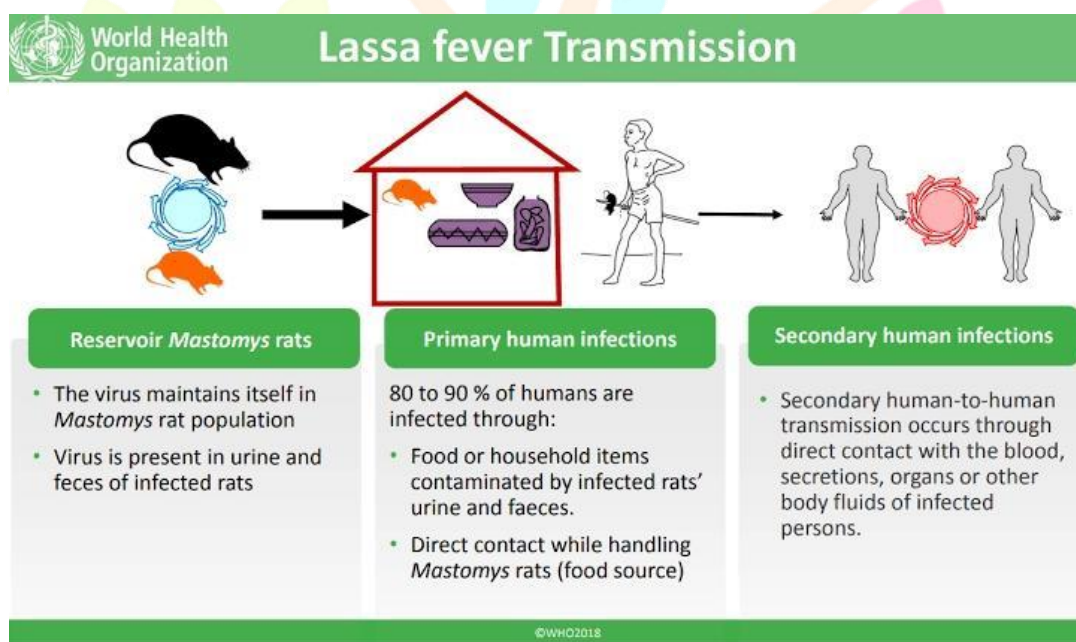 World Health
Organization
Lassa fever Transmission
Reservoir Mastomys rats
• The virus maintains itself in
Mastomys rat population
• Virus is present in urine and
feces of infected rats
Primary human infections
80 to 90 % of humans are
infected through:
• Food or household items
contaminated by infected rats'
urine and faeces.
• Direct contact while handling
Mastomys rats (food source)
Secondary human infections
• Secondary human-to-human
transmission occurs through
direct contact with the blood,
secretions, organs or other
body fluids of infected
persons.
©WHO2018